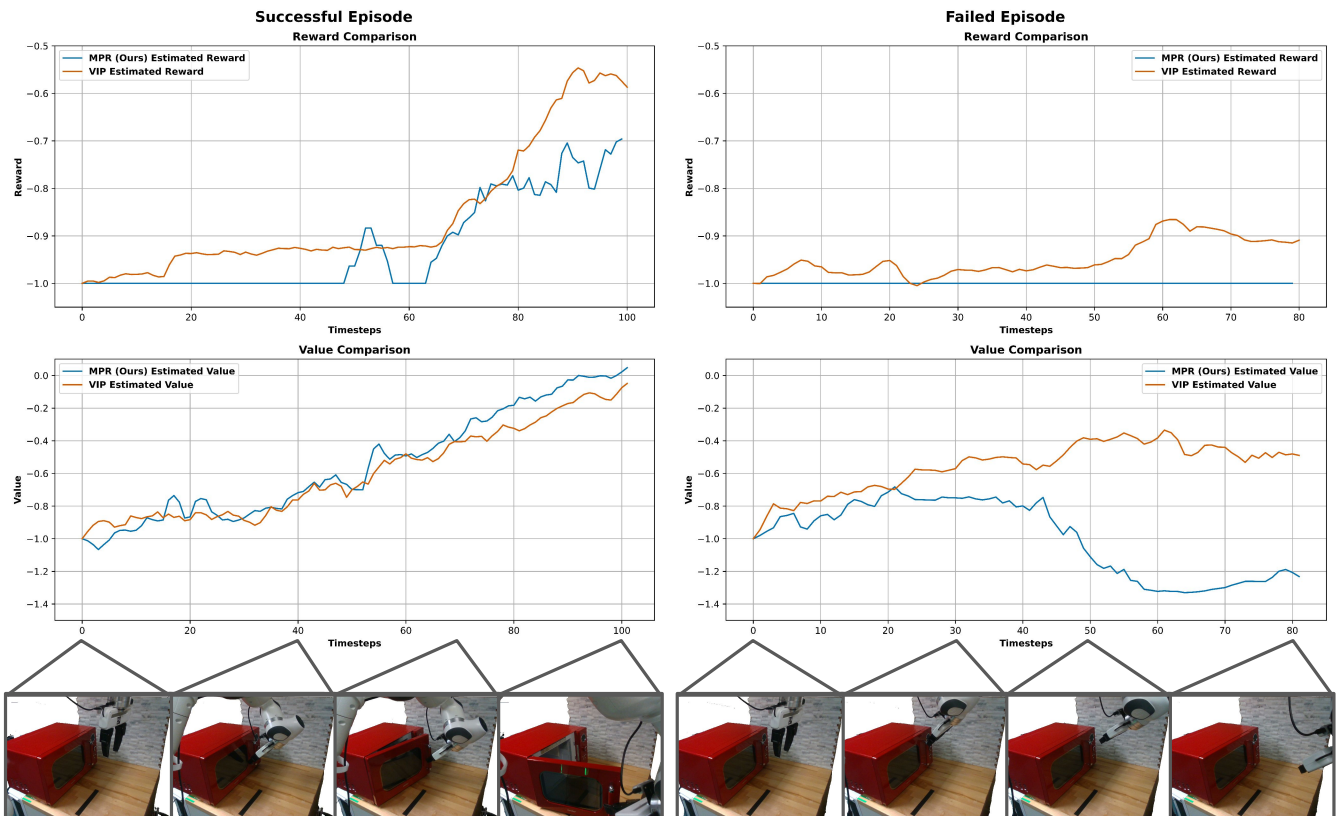 Successful Episode
Reward Comparison
MPR (Ours) Estimated Reward
VIP Estimated Reward
−0.5
−0.6
−0.7
−0.8
−0.9
−1.0
Reward
0
20
40
60
80
100
Timesteps
Value Comparison
MPR (Ours) Estimated Value
VIP Estimated Value
0.0
−0.2
−0.4
−0.6
−0.8
−1.0
−1.2
−1.4
Value
0
20
40
60
80
100
Timesteps
Failed Episode
Reward Comparison
MPR (Ours) Estimated Reward
VIP Estimated Reward
−0.5
−0.6
−0.7
−0.8
−0.9
−1.0
Reward
0
10
20
30
40
50
60
70
80
Timesteps
Value Comparison
MPR (Ours) Estimated Value
VIP Estimated Value
0.0
−0.2
−0.4
−0.6
−0.8
−1.0
−1.2
−1.4
Value
0
10
20
30
40
50
60
70
80
Timesteps